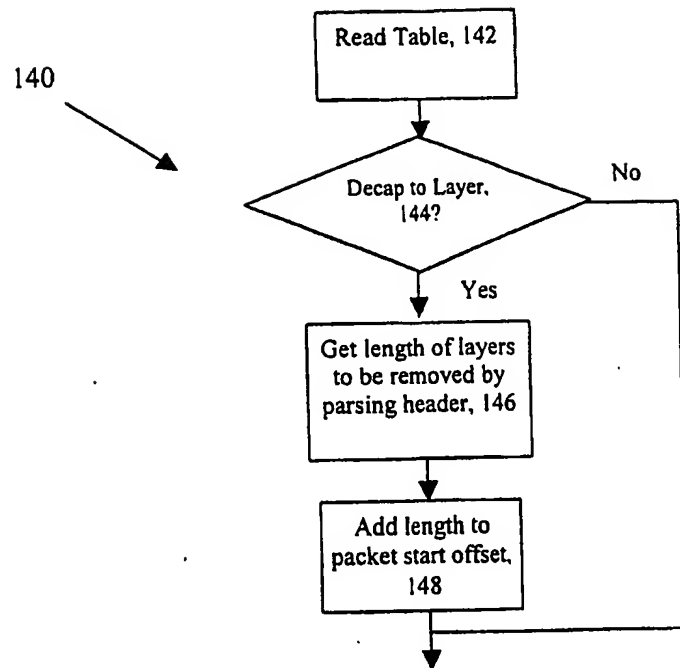 Read Table, 142
140
Decap to Layer,
144?
No
Yes
Get length of layers
to be removed by
parsing header, 146
Add length to
packet start offset,
148